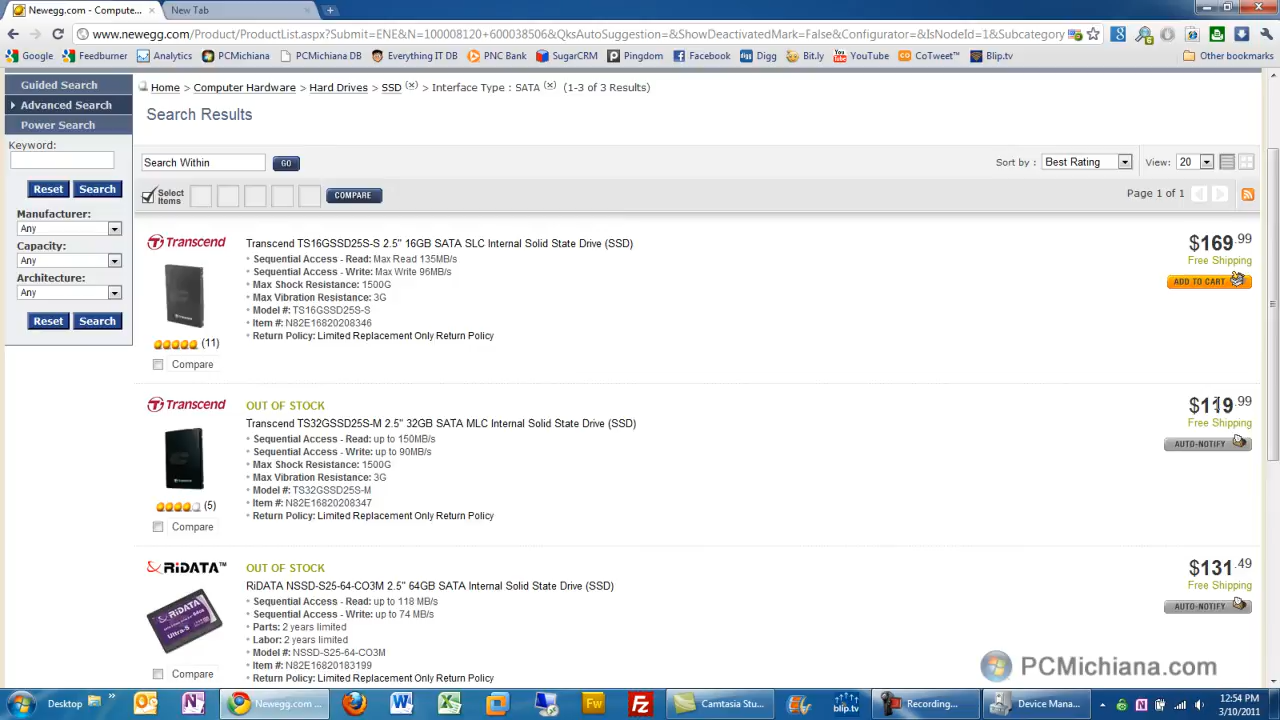 Newegg.com - Compute...
New Tab
www.newegg.com/Product/ProductList.aspx?Submit=ENE&N=100008120+600038506&QksAutoSuggestion=&ShowDeactivatedMark=False&Configurator=&IsNodeId=1&Subcategory
Google Feedburner Analytics PCMichiana PCMichiana DB Everything IT DB PNC Bank SugarCRM Pingdom Facebook Digg Bit.ly YouTube CoTweet™ Blip.tv Other bookmarks
Guided Search
Advanced Search
Power Search
Keyword:
Reset Search
Manufacturer:
Any
Capacity:
Any
Architecture:
Any
Reset Search
Home > Computer Hardware > Hard Drives > SSD (x) > Interface Type : SATA (x) (1-3 of 3 Results)
Search Results
Search Within GO
Sort by : Best Rating View: 20
Select Items COMPARE
Page 1 of 1
Transcend
Transcend TS16GSSD25S-S 2.5" 16GB SATA SLC Internal Solid State Drive (SSD)
Sequential Access - Read: Max Read 135MB/s
Sequential Access - Write: Max Write 96MB/s
Max Shock Resistance: 1500G
Max Vibration Resistance: 3G
Model #: TS16GSSD25S-S
Item #: N82E16820208346
Return Policy: Limited Replacement Only Return Policy
(11)
Compare
$169.99
Free Shipping
ADD TO CART
Transcend
OUT OF STOCK
Transcend TS32GSSD25S-M 2.5" 32GB SATA MLC Internal Solid State Drive (SSD)
Sequential Access - Read: up to 150MB/s
Sequential Access - Write: up to 90MB/s
Max Shock Resistance: 1500G
Max Vibration Resistance: 3G
Model #: TS32GSSD25S-M
Item #: N82E16820208347
Return Policy: Limited Replacement Only Return Policy
(5)
Compare
$119.99
Free Shipping
AUTO-NOTIFY
RiDATA™
OUT OF STOCK
RiDATA NSSD-S25-64-CO3M 2.5" 64GB SATA Internal Solid State Drive (SSD)
Sequential Access - Read: up to 118 MB/s
Sequential Access - Write: up to 74 MB/s
Parts: 2 years limited
Labor: 2 years limited
Model #: NSSD-S25-64-CO3M
Item #: N82E16820183199
Return Policy: Limited Replacement Only Return Policy
RiDATA
Ultra-S
Compare
$131.49
Free Shipping
AUTO-NOTIFY
PCMichiana.com
Desktop
Newegg.com ...
Camtasia Stu...
blip.tv
Recording...
Device Mana...
12:54 PM
3/10/2011